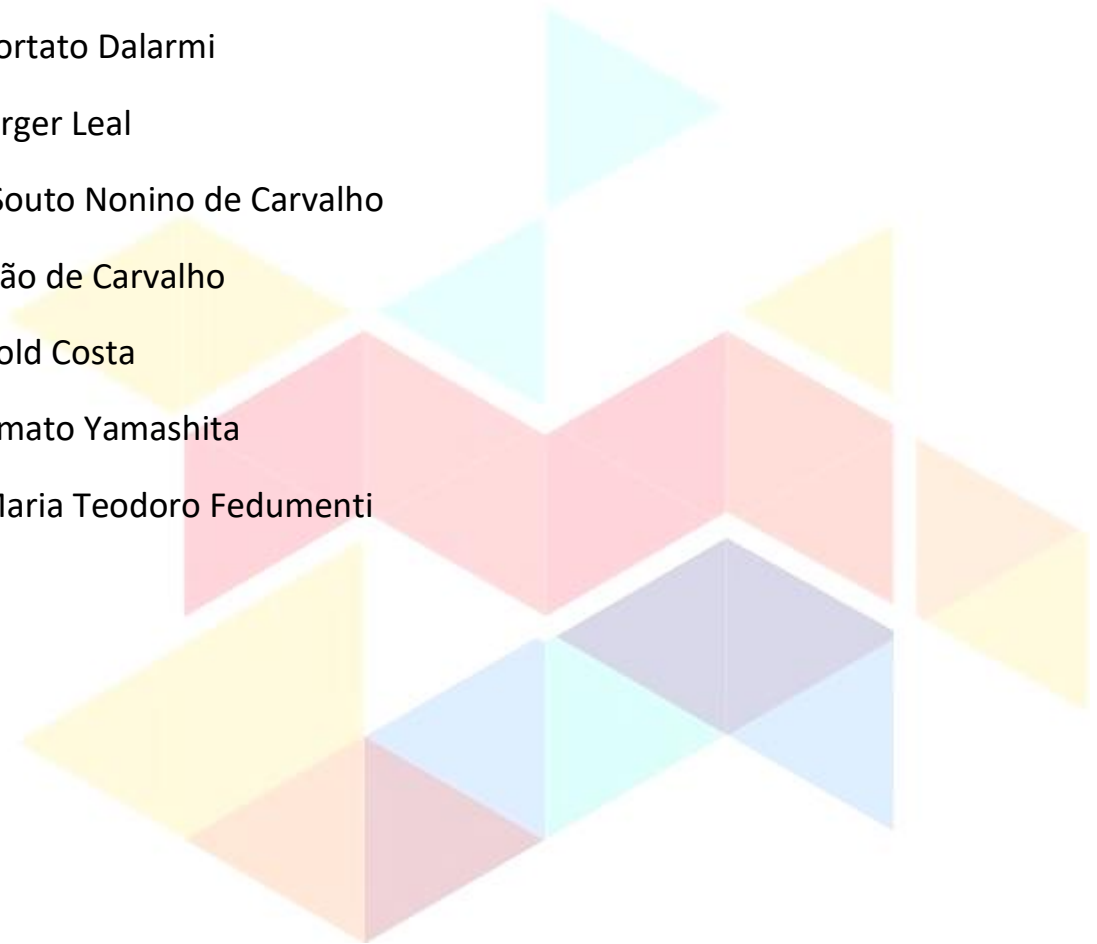 ortato Dalarmi
rger Leal
Souto Nonino de Carvalho
ão de Carvalho
old Costa
mato Yamashita
Maria Teodoro Fedumenti